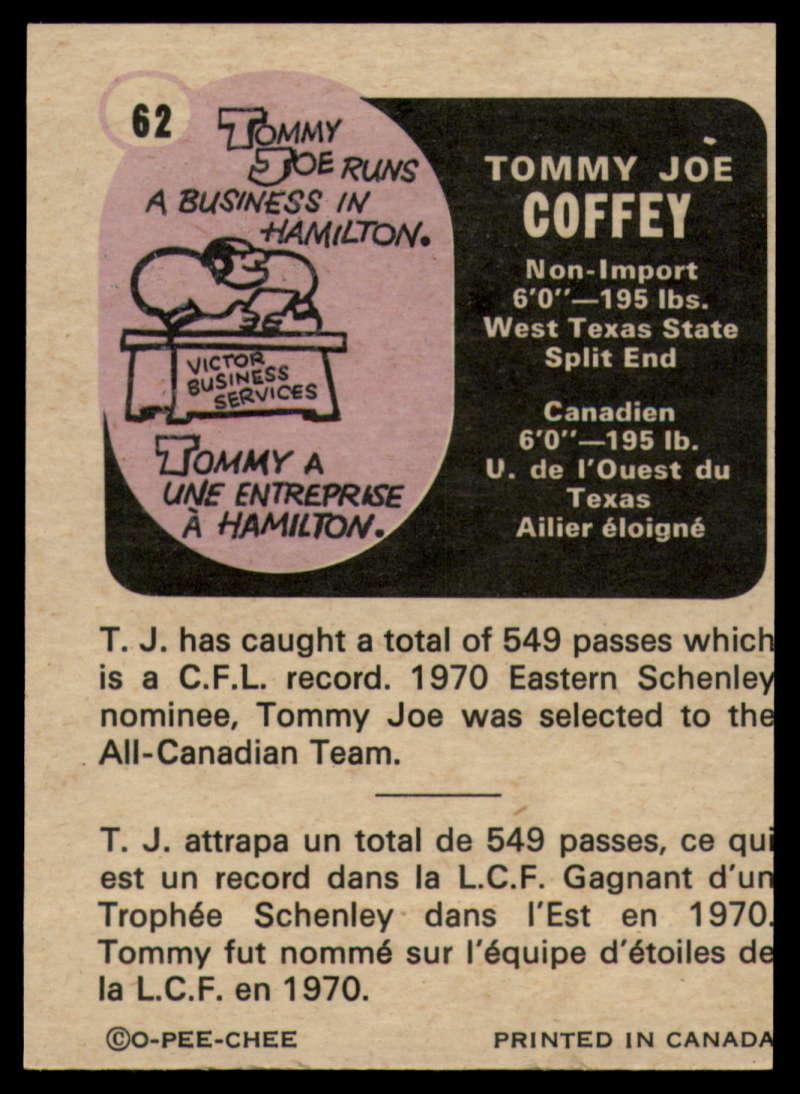 62
TOMMY
JOE RUNS
A BUSINESS IN
HAMILTON.
VICTOR
BUSINESS
SERVICES
TOMMY A
UNE ENTREPRISE
À HAMILTON.
TOMMY JOE
COFFEY
Non-Import
6'0"—195 lbs.
West Texas State
Split End
Canadien
6'0"—195 lb.
U. de l'Ouest du
Texas
Ailier éloigné
T. J. has caught a total of 549 passes which
is a C.F.L. record. 1970 Eastern Schenley
nominee, Tommy Joe was selected to the
All-Canadian Team.
T. J. attrapa un total de 549 passes, ce qui
est un record dans la L.C.F. Gagnant d'un
Trophée Schenley dans l'Est en 1970.
Tommy fut nommé sur l'équipe d'étoiles de
la L.C.F. en 1970.
©O-PEE-CHEE
PRINTED IN CANADA